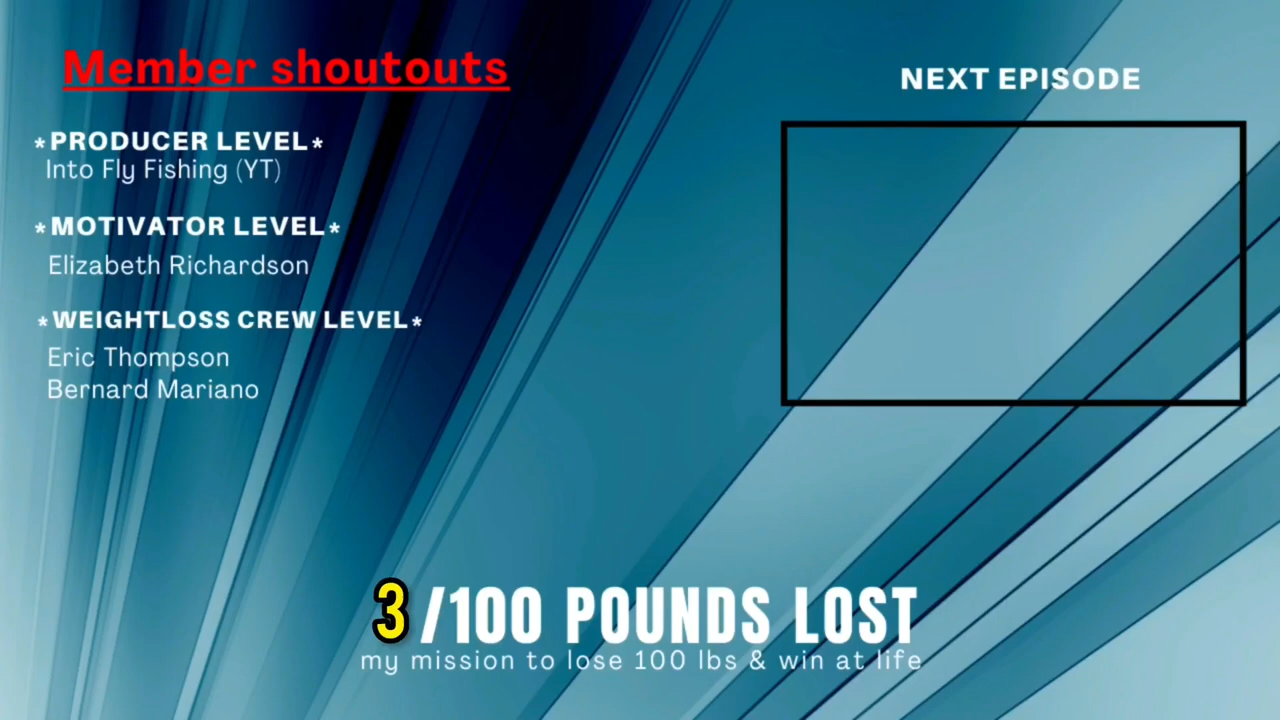 Member shoutouts
*PRODUCER LEVEL*
Into Fly Fishing (YT)
*MOTIVATOR LEVEL*
Elizabeth Richardson
*WEIGHTLOSS CREW LEVEL*
Eric Thompson
Bernard Mariano
NEXT EPISODE
3/100 POUNDS LOST
my mission to lose 100 lbs & win at life